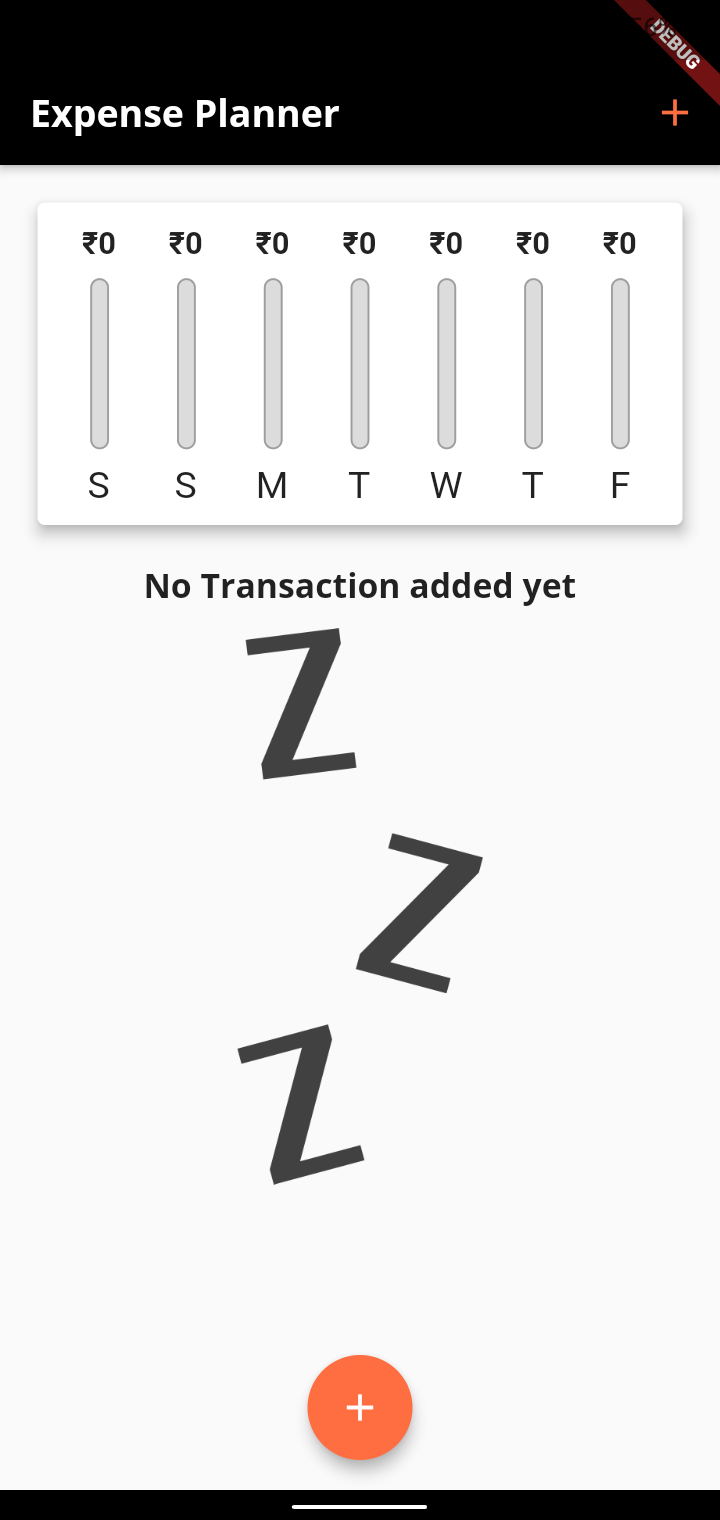 DEBUG
Expense Planner +
₹0 ₹0 ₹0 ₹0 ₹0 ₹0 ₹0
S S M T W T F
No Transaction added yet
Z
Z
Z
+